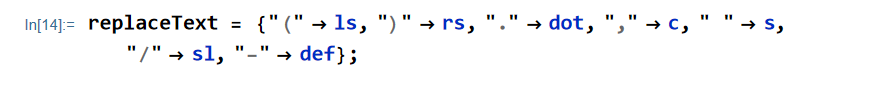 In[14]:= replaceText = {"(" → ls, ")" → rs, "." → dot, "," → c, " " → s,
"/" → sl, "-" → def};